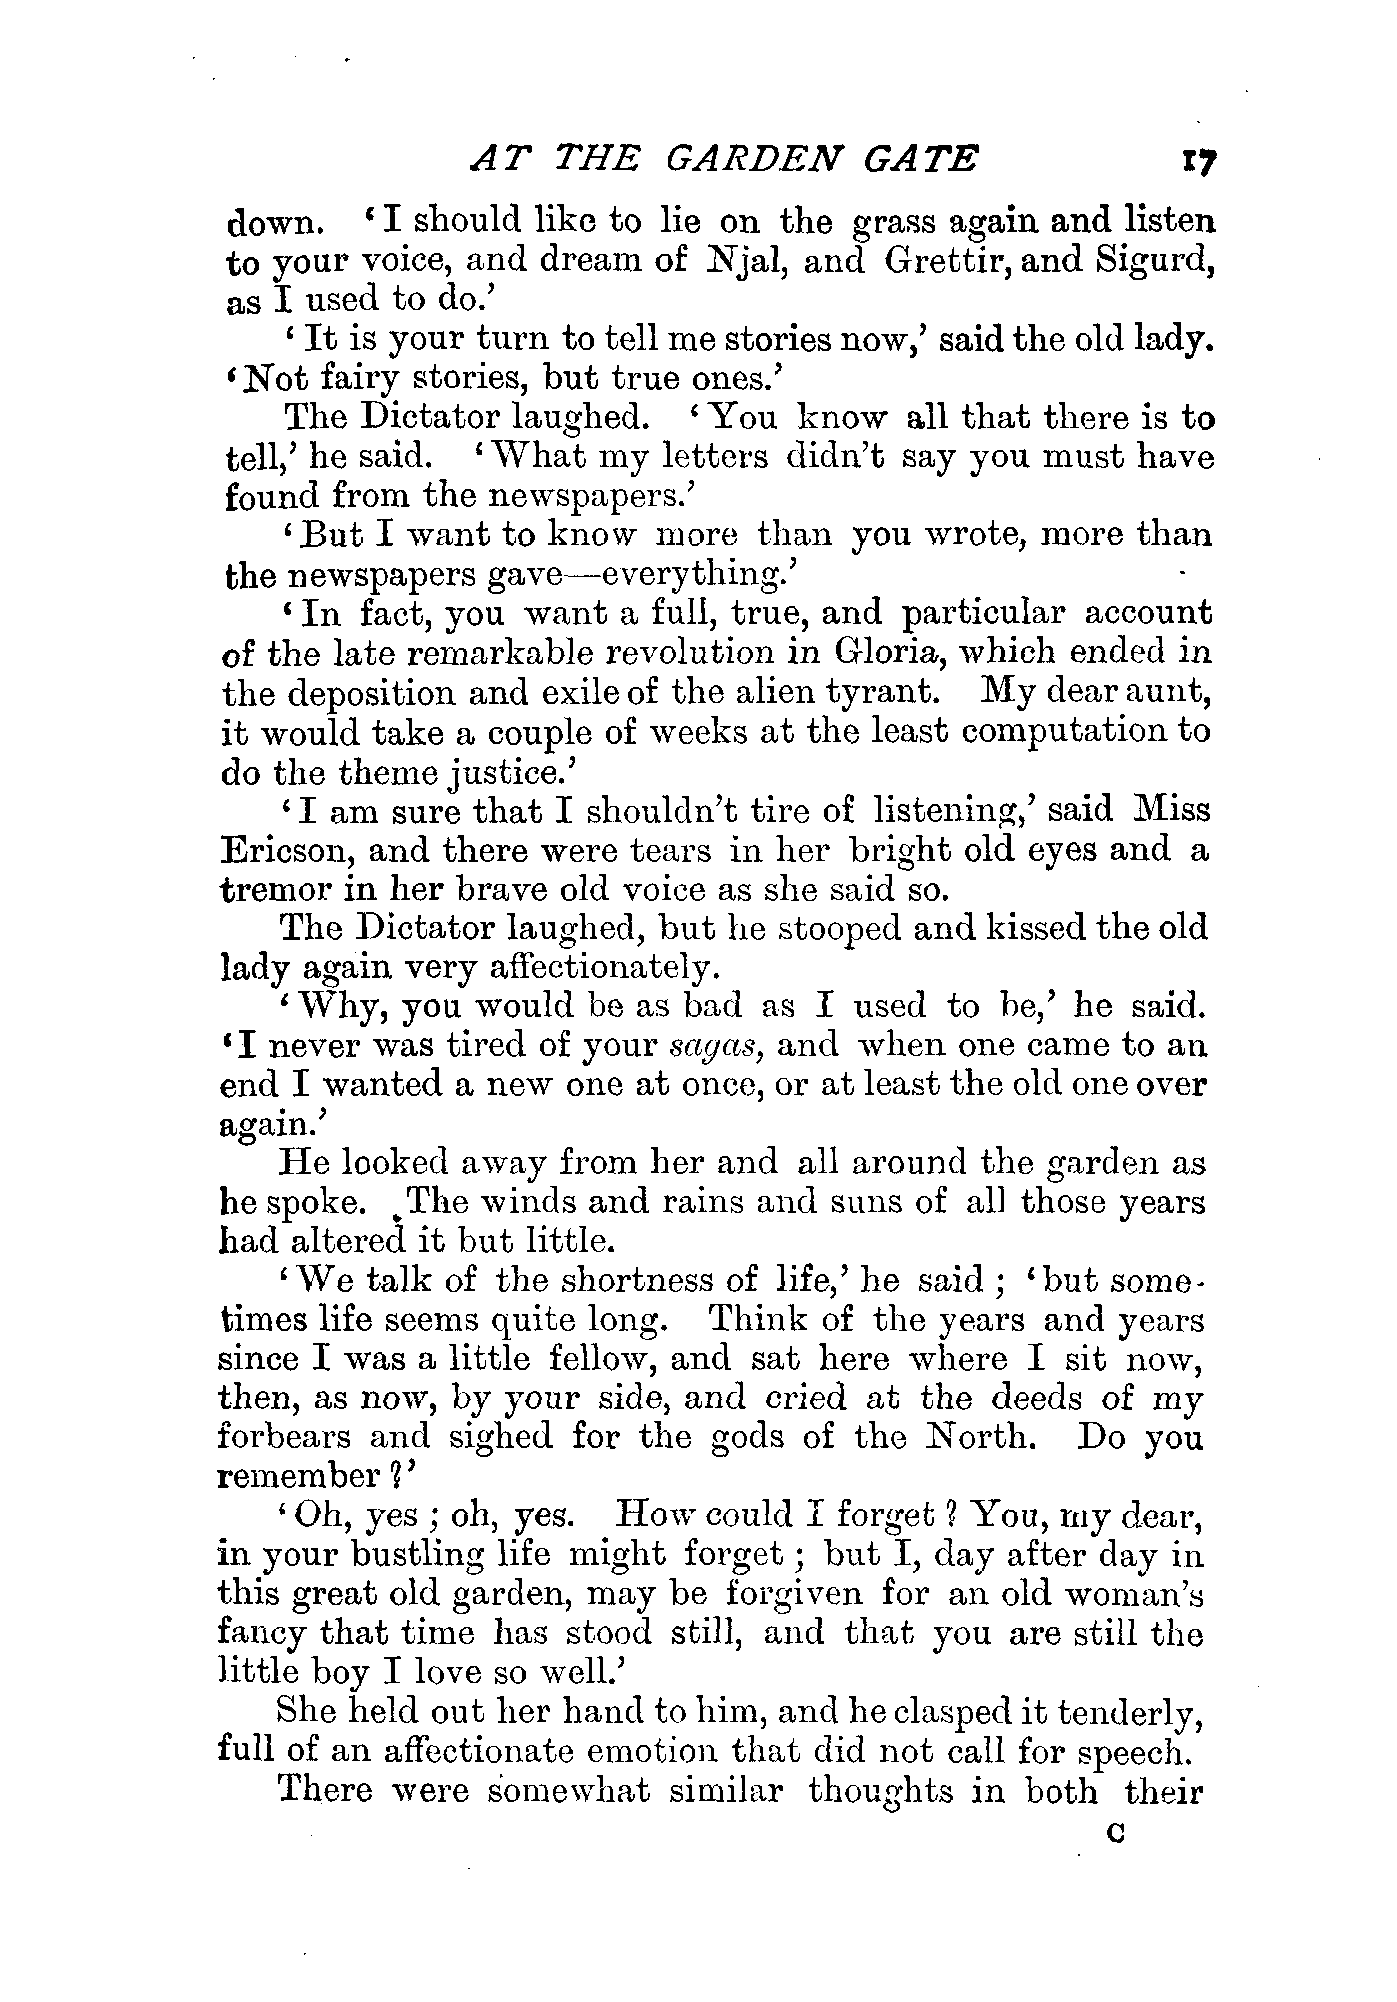 AT THE GARDEN GATE 17
down. ‘I should like to lie on the grass again and listen
to your voice, and dream of Njal, and Grettir, and Sigurd,
as I used to do.’
‘It is your turn to tell me stories now,’ said the old lady.
‘Not fairy stories, but true ones.’
The Dictator laughed. ‘You know all that there is to
tell,’ he said. ‘What my letters didn’t say you must have
found from the newspapers.’
‘But I want to know more than you wrote, more than
the newspapers gave—everything.’
‘In fact, you want a full, true, and particular account
of the late remarkable revolution in Gloria, which ended in
the deposition and exile of the alien tyrant. My dear aunt,
it would take a couple of weeks at the least computation to
do the theme justice.’
‘I am sure that I shouldn’t tire of listening,’ said Miss
Ericson, and there were tears in her bright old eyes and a
tremor in her brave old voice as she said so.
The Dictator laughed, but he stooped and kissed the old
lady again very affectionately.
‘Why, you would be as bad as I used to be,’ he said.
‘I never was tired of your sagas, and when one came to an
end I wanted a new one at once, or at least the old one over
again.’
He looked away from her and all around the garden as
he spoke. The winds and rains and suns of all those years
had altered it but little.
‘We talk of the shortness of life,’ he said; ‘but some-
times life seems quite long. Think of the years and years
since I was a little fellow, and sat here where I sit now,
then, as now, by your side, and cried at the deeds of my
forbears and sighed for the gods of the North. Do you
remember?’
‘Oh, yes; oh, yes. How could I forget? You, my dear,
in your bustling life might forget; but I, day after day in
this great old garden, may be forgiven for an old woman’s
fancy that time has stood still, and that you are still the
little boy I love so well.’
She held out her hand to him, and he clasped it tenderly,
full of an affectionate emotion that did not call for speech.
There were somewhat similar thoughts in both their
C